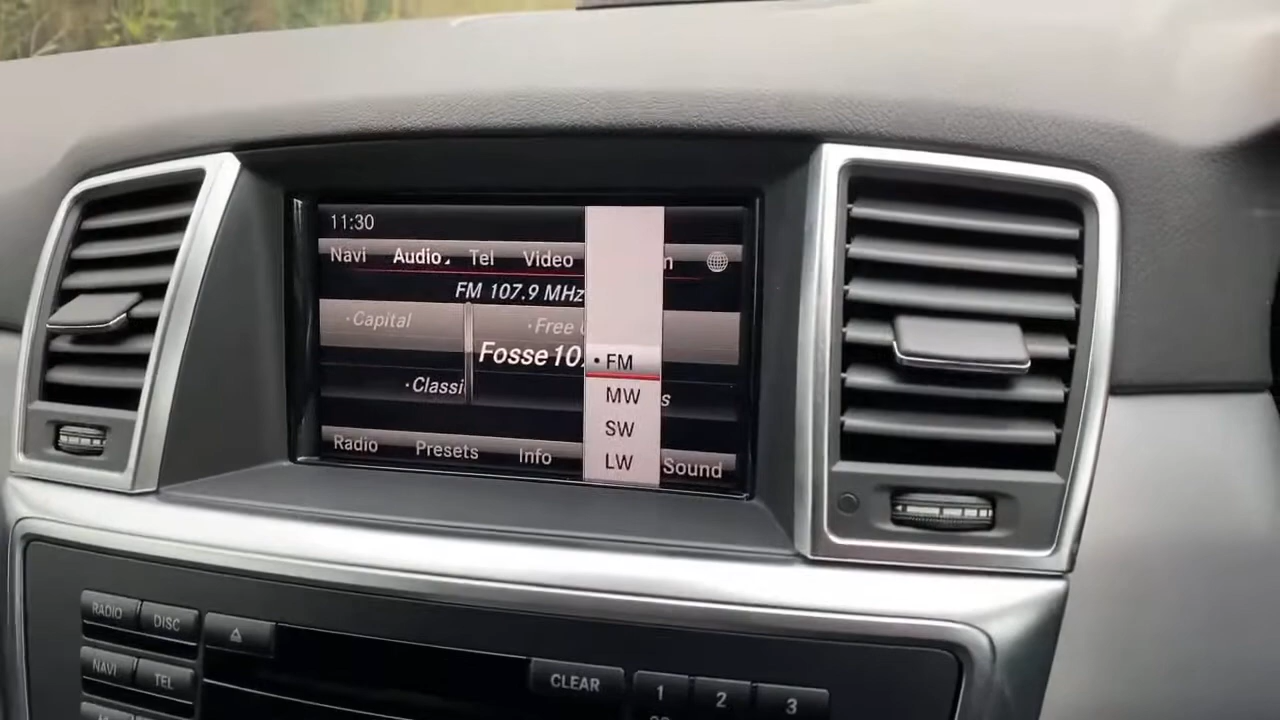 11:30
Navi Audio Tel Video
FM 107.9 MHz
·Capital ·Free
Fosse 10
·Classi
• FM
MW
SW
LW
Radio Presets Info Sound
RADIO DISC
NAVI TEL
CLEAR 1 2 3